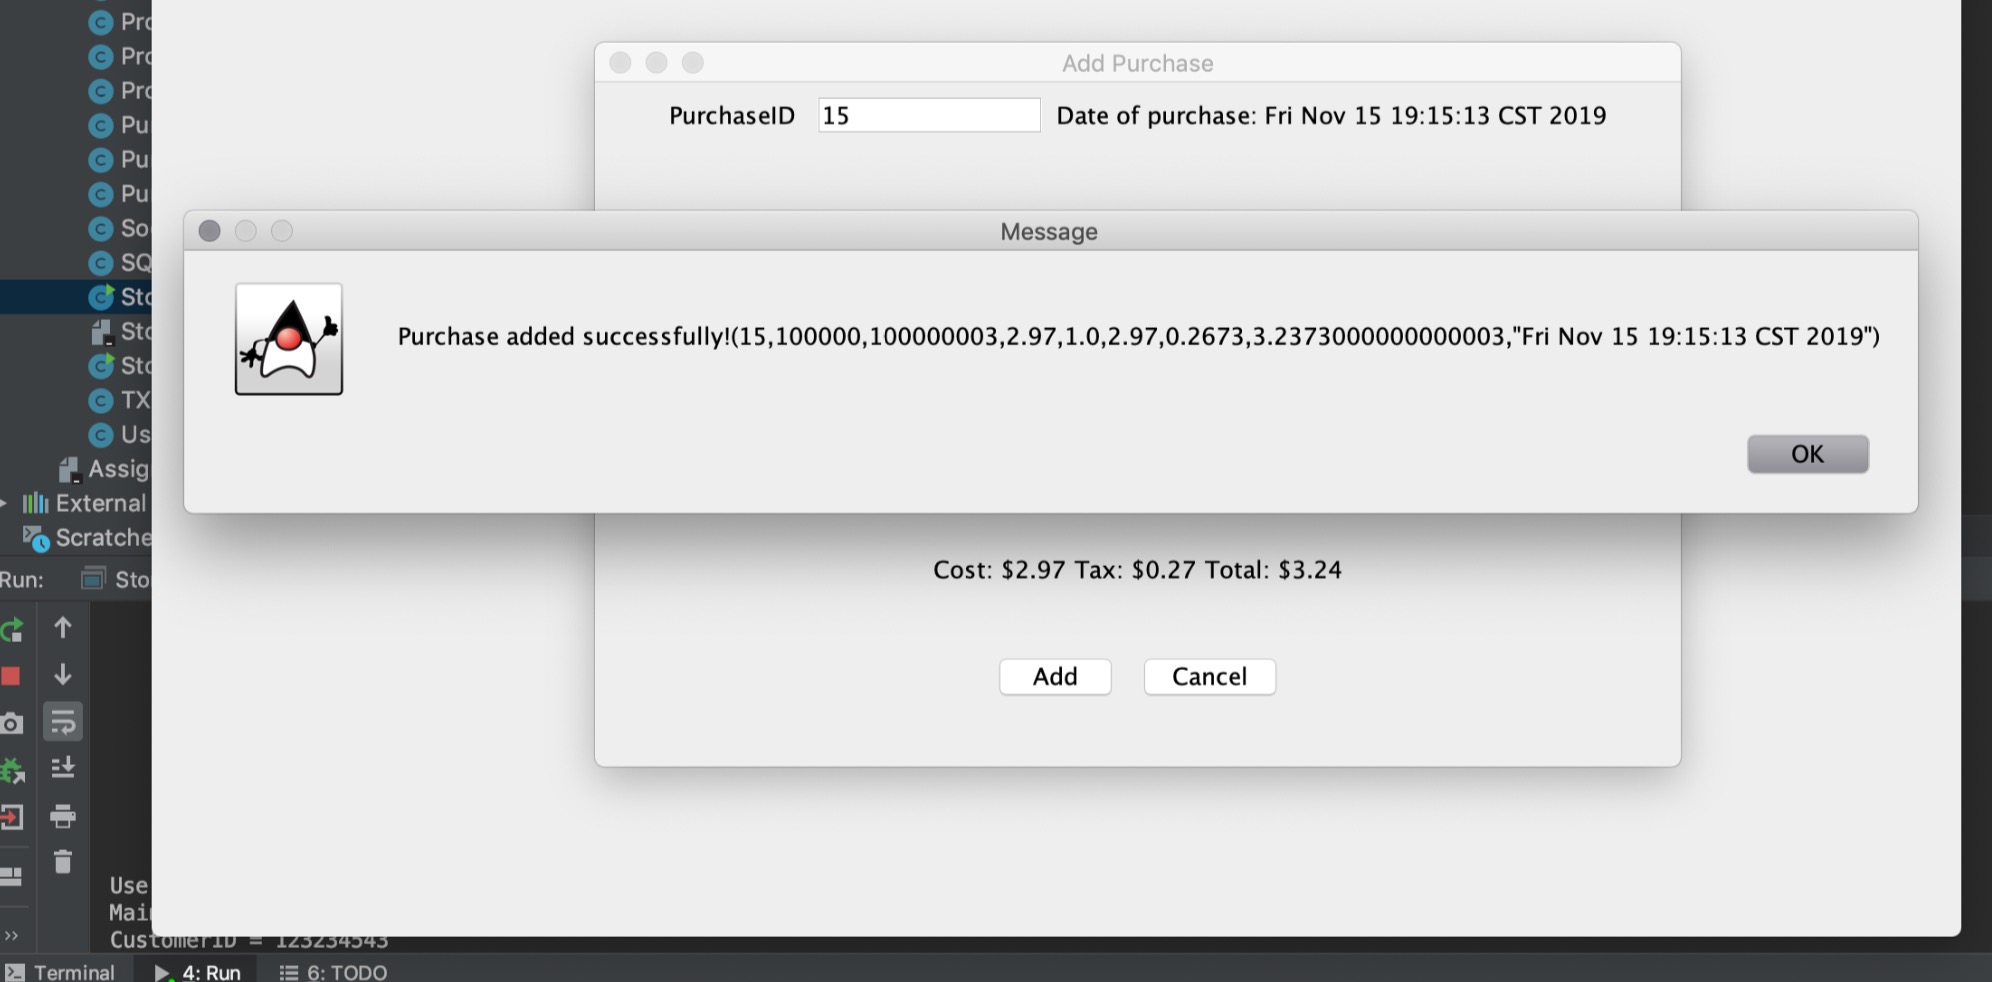 Add Purchase
PurchaseID 15 Date of purchase: Fri Nov 15 19:15:13 CST 2019
Message
Purchase added successfully!(15,100000,100000003,2.97,1.0,2.97,0.2673,3.2373000000000003,"Fri Nov 15 19:15:13 CST 2019")
OK
Cost: $2.97 Tax: $0.27 Total: $3.24
Add Cancel
Pro
Pro
Pro
Pu
Pu
Pu
So
SQ
Sto
Sto
Sto
TX
Us
Assig
External
Scratche
Run: Sto
Use
Mai
CustomerID = 123234543
Terminal 4: Run 6: TODO